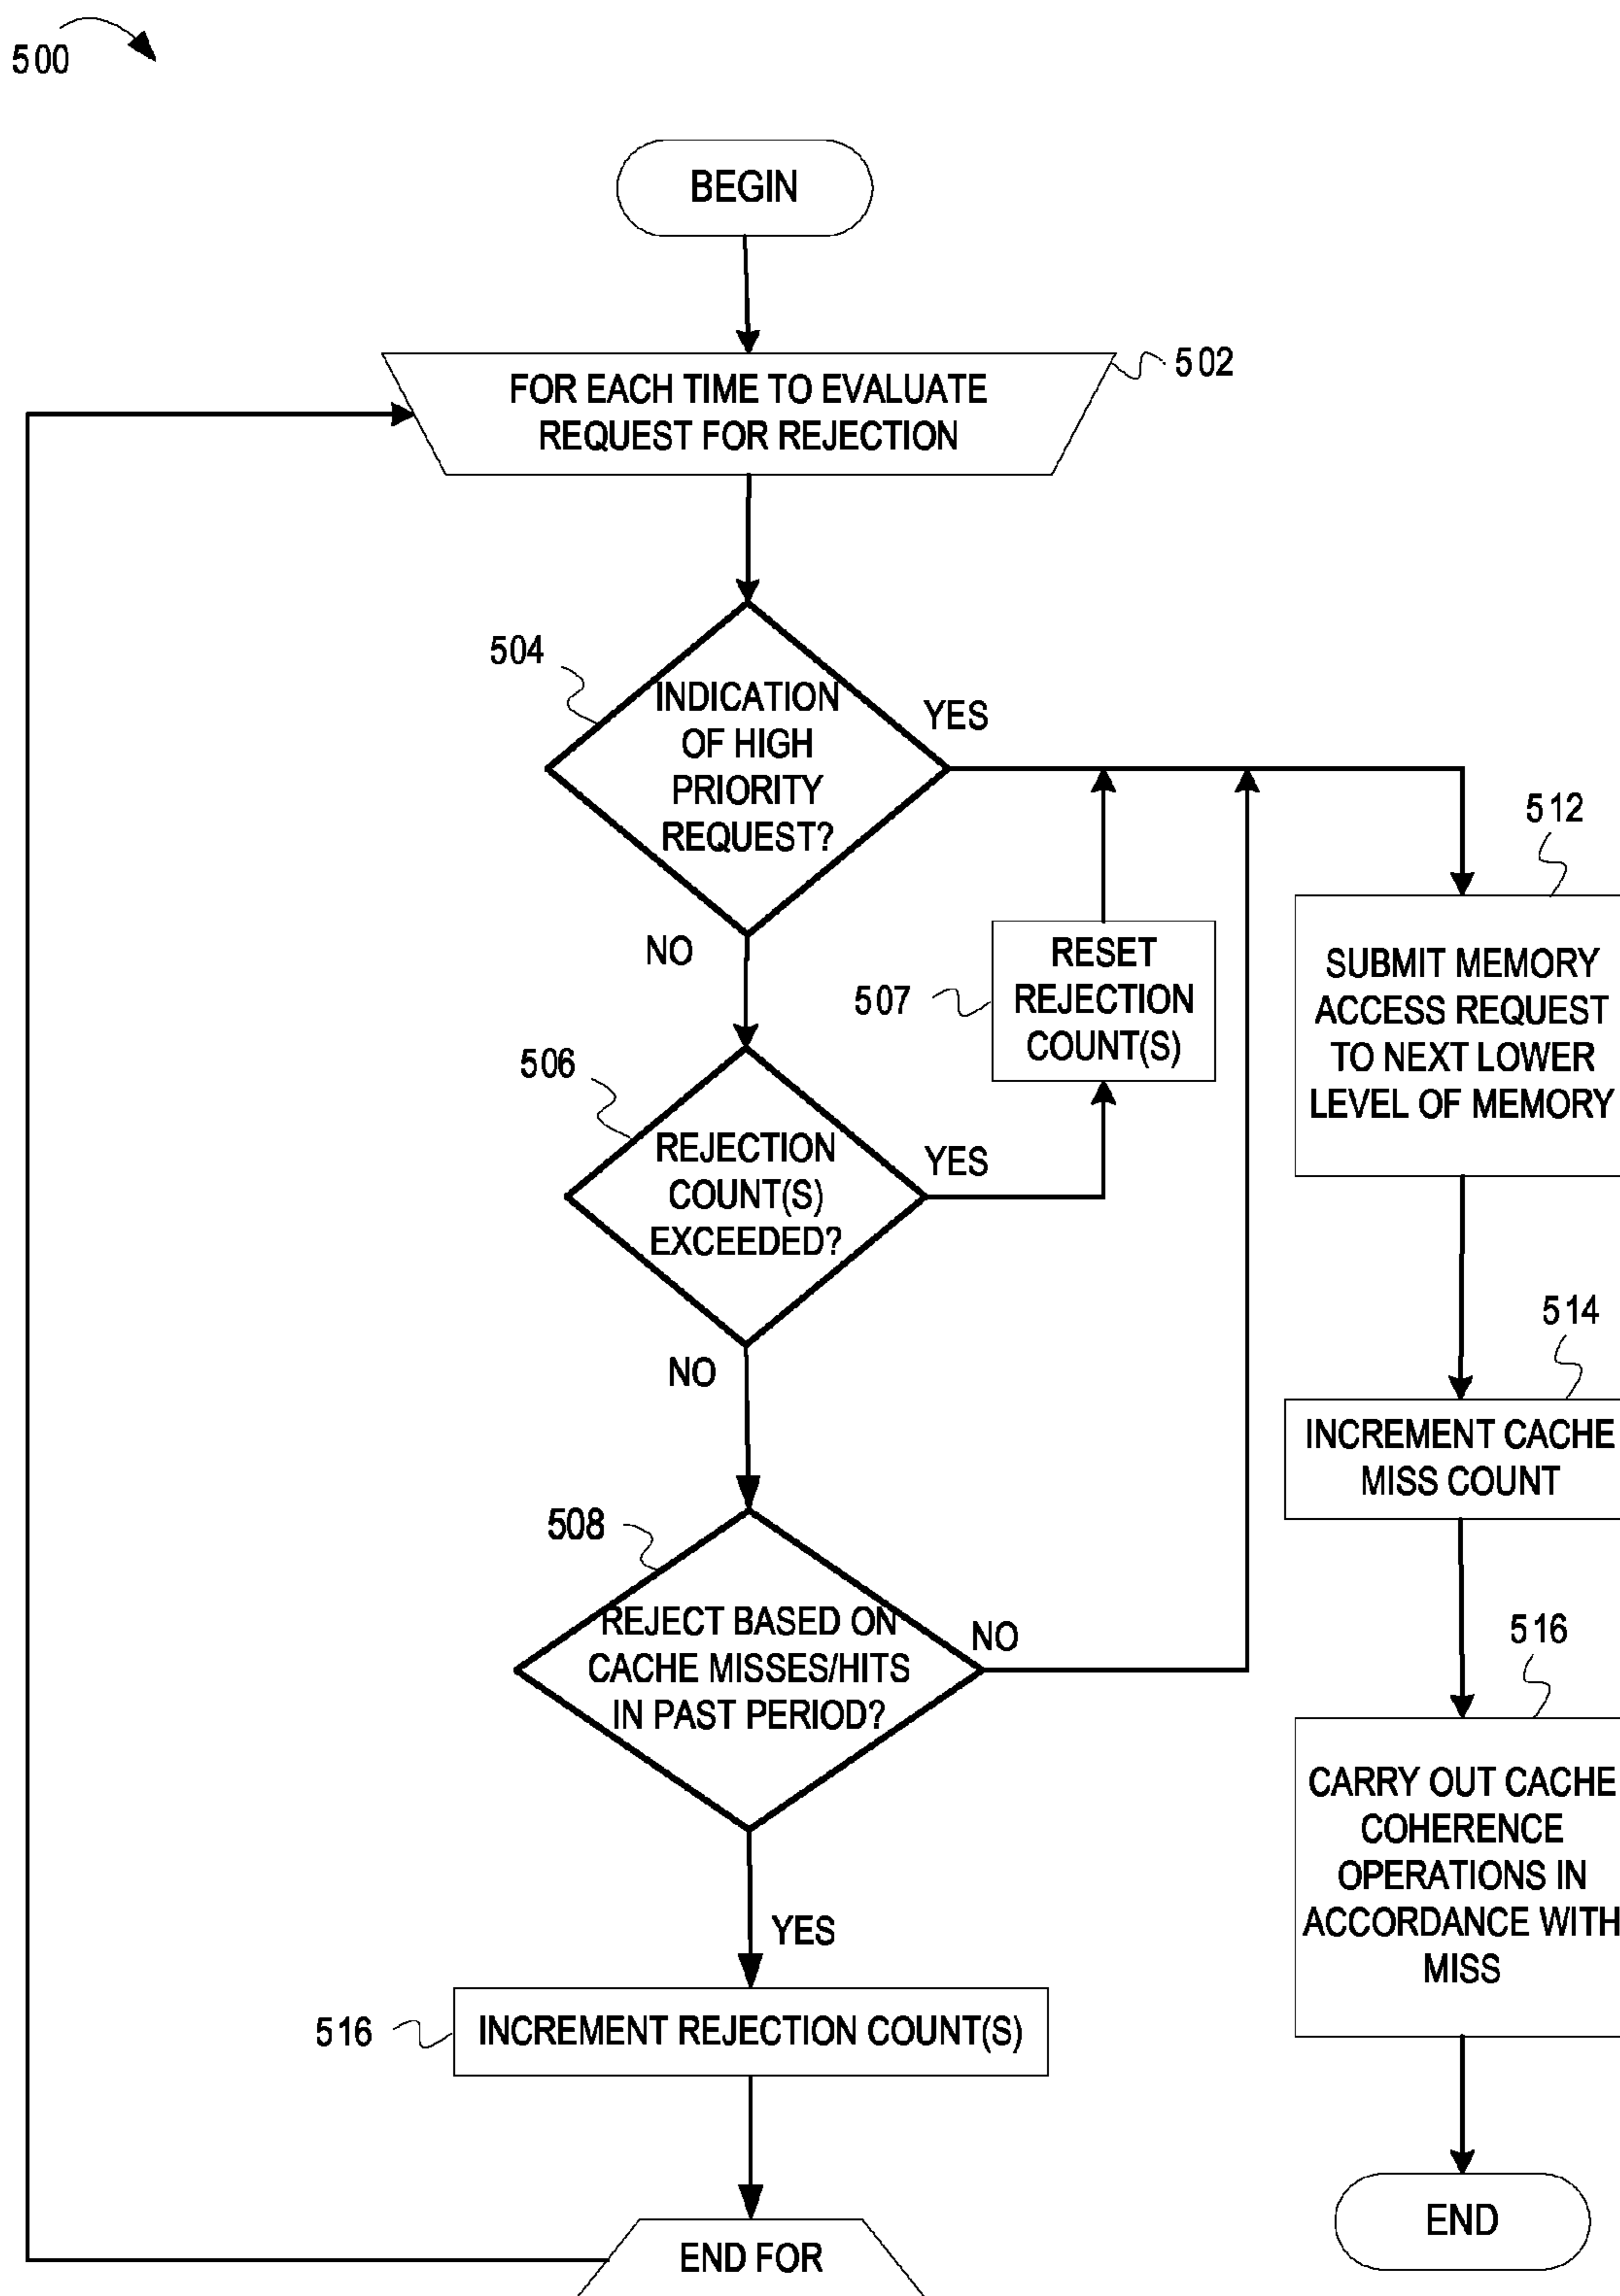 500
BEGIN
FOR EACH TIME TO EVALUATE
REQUEST FOR REJECTION
502
504
INDICATION
OF HIGH
PRIORITY
REQUEST?
YES
NO
507
RESET
REJECTION
COUNT(S)
512
SUBMIT MEMORY
ACCESS REQUEST
TO NEXT LOWER
LEVEL OF MEMORY
506
REJECTION
COUNT(S)
EXCEEDED?
YES
NO
514
INCREMENT CACHE
MISS COUNT
508
REJECT BASED ON
CACHE MISSES/HITS
IN PAST PERIOD?
NO
YES
516
CARRY OUT CACHE
COHERENCE
OPERATIONS IN
ACCORDANCE WITH
MISS
516
INCREMENT REJECTION COUNT(S)
END FOR
END